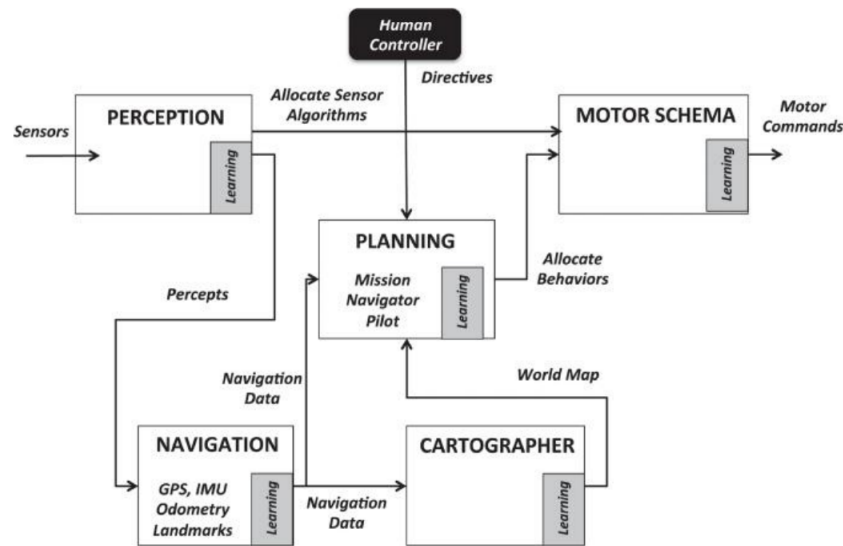 Human
Controller
Directives
Allocate Sensor
Algorithms
PERCEPTION
Sensors
Learning
MOTOR SCHEMA
Motor
Commands
Learning
PLANNING
Mission
Navigator
Pilot
Learning
Allocate
Behaviors
Percepts
Navigation
Data
World Map
NAVIGATION
GPS, IMU
Odometry
Landmarks
Learning
Navigation
Data
CARTOGRAPHER
Learning